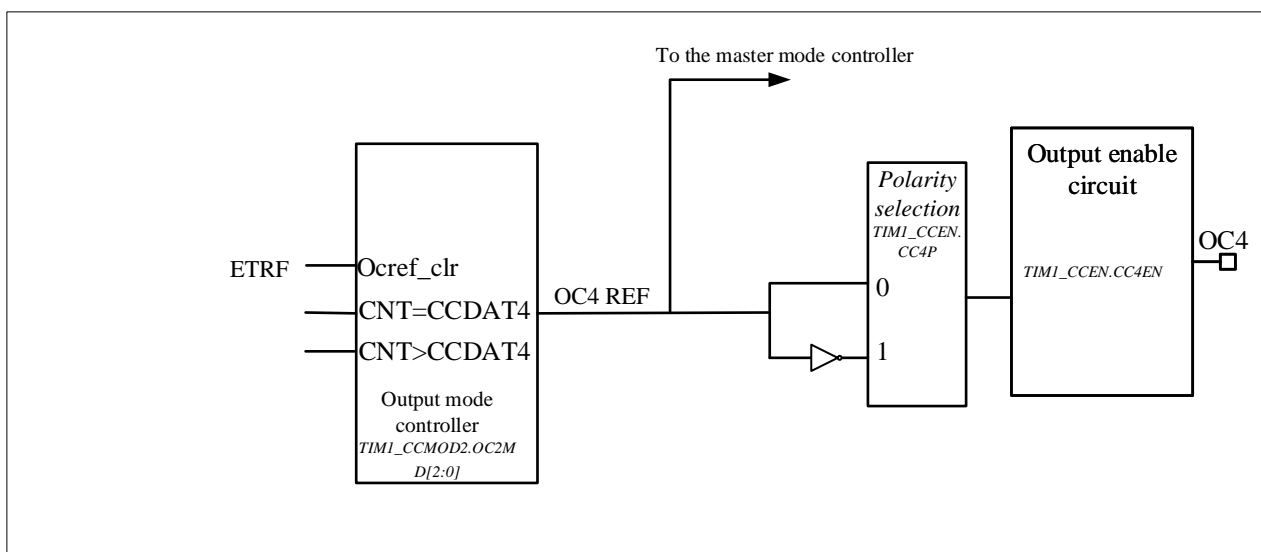 To the master mode controller
Output enable
circuit
Polarity
selection
TIM1_CCEN.
CC4P
OC4
ETRF
Ocref_clr
TIM1_CCEN.CC4EN
0
OC4 REF
CNT=CCDAT4
CNT>CCDAT4
1
Output mode
controller
TIM1_CCMOD2.OC2M
D[2:0]